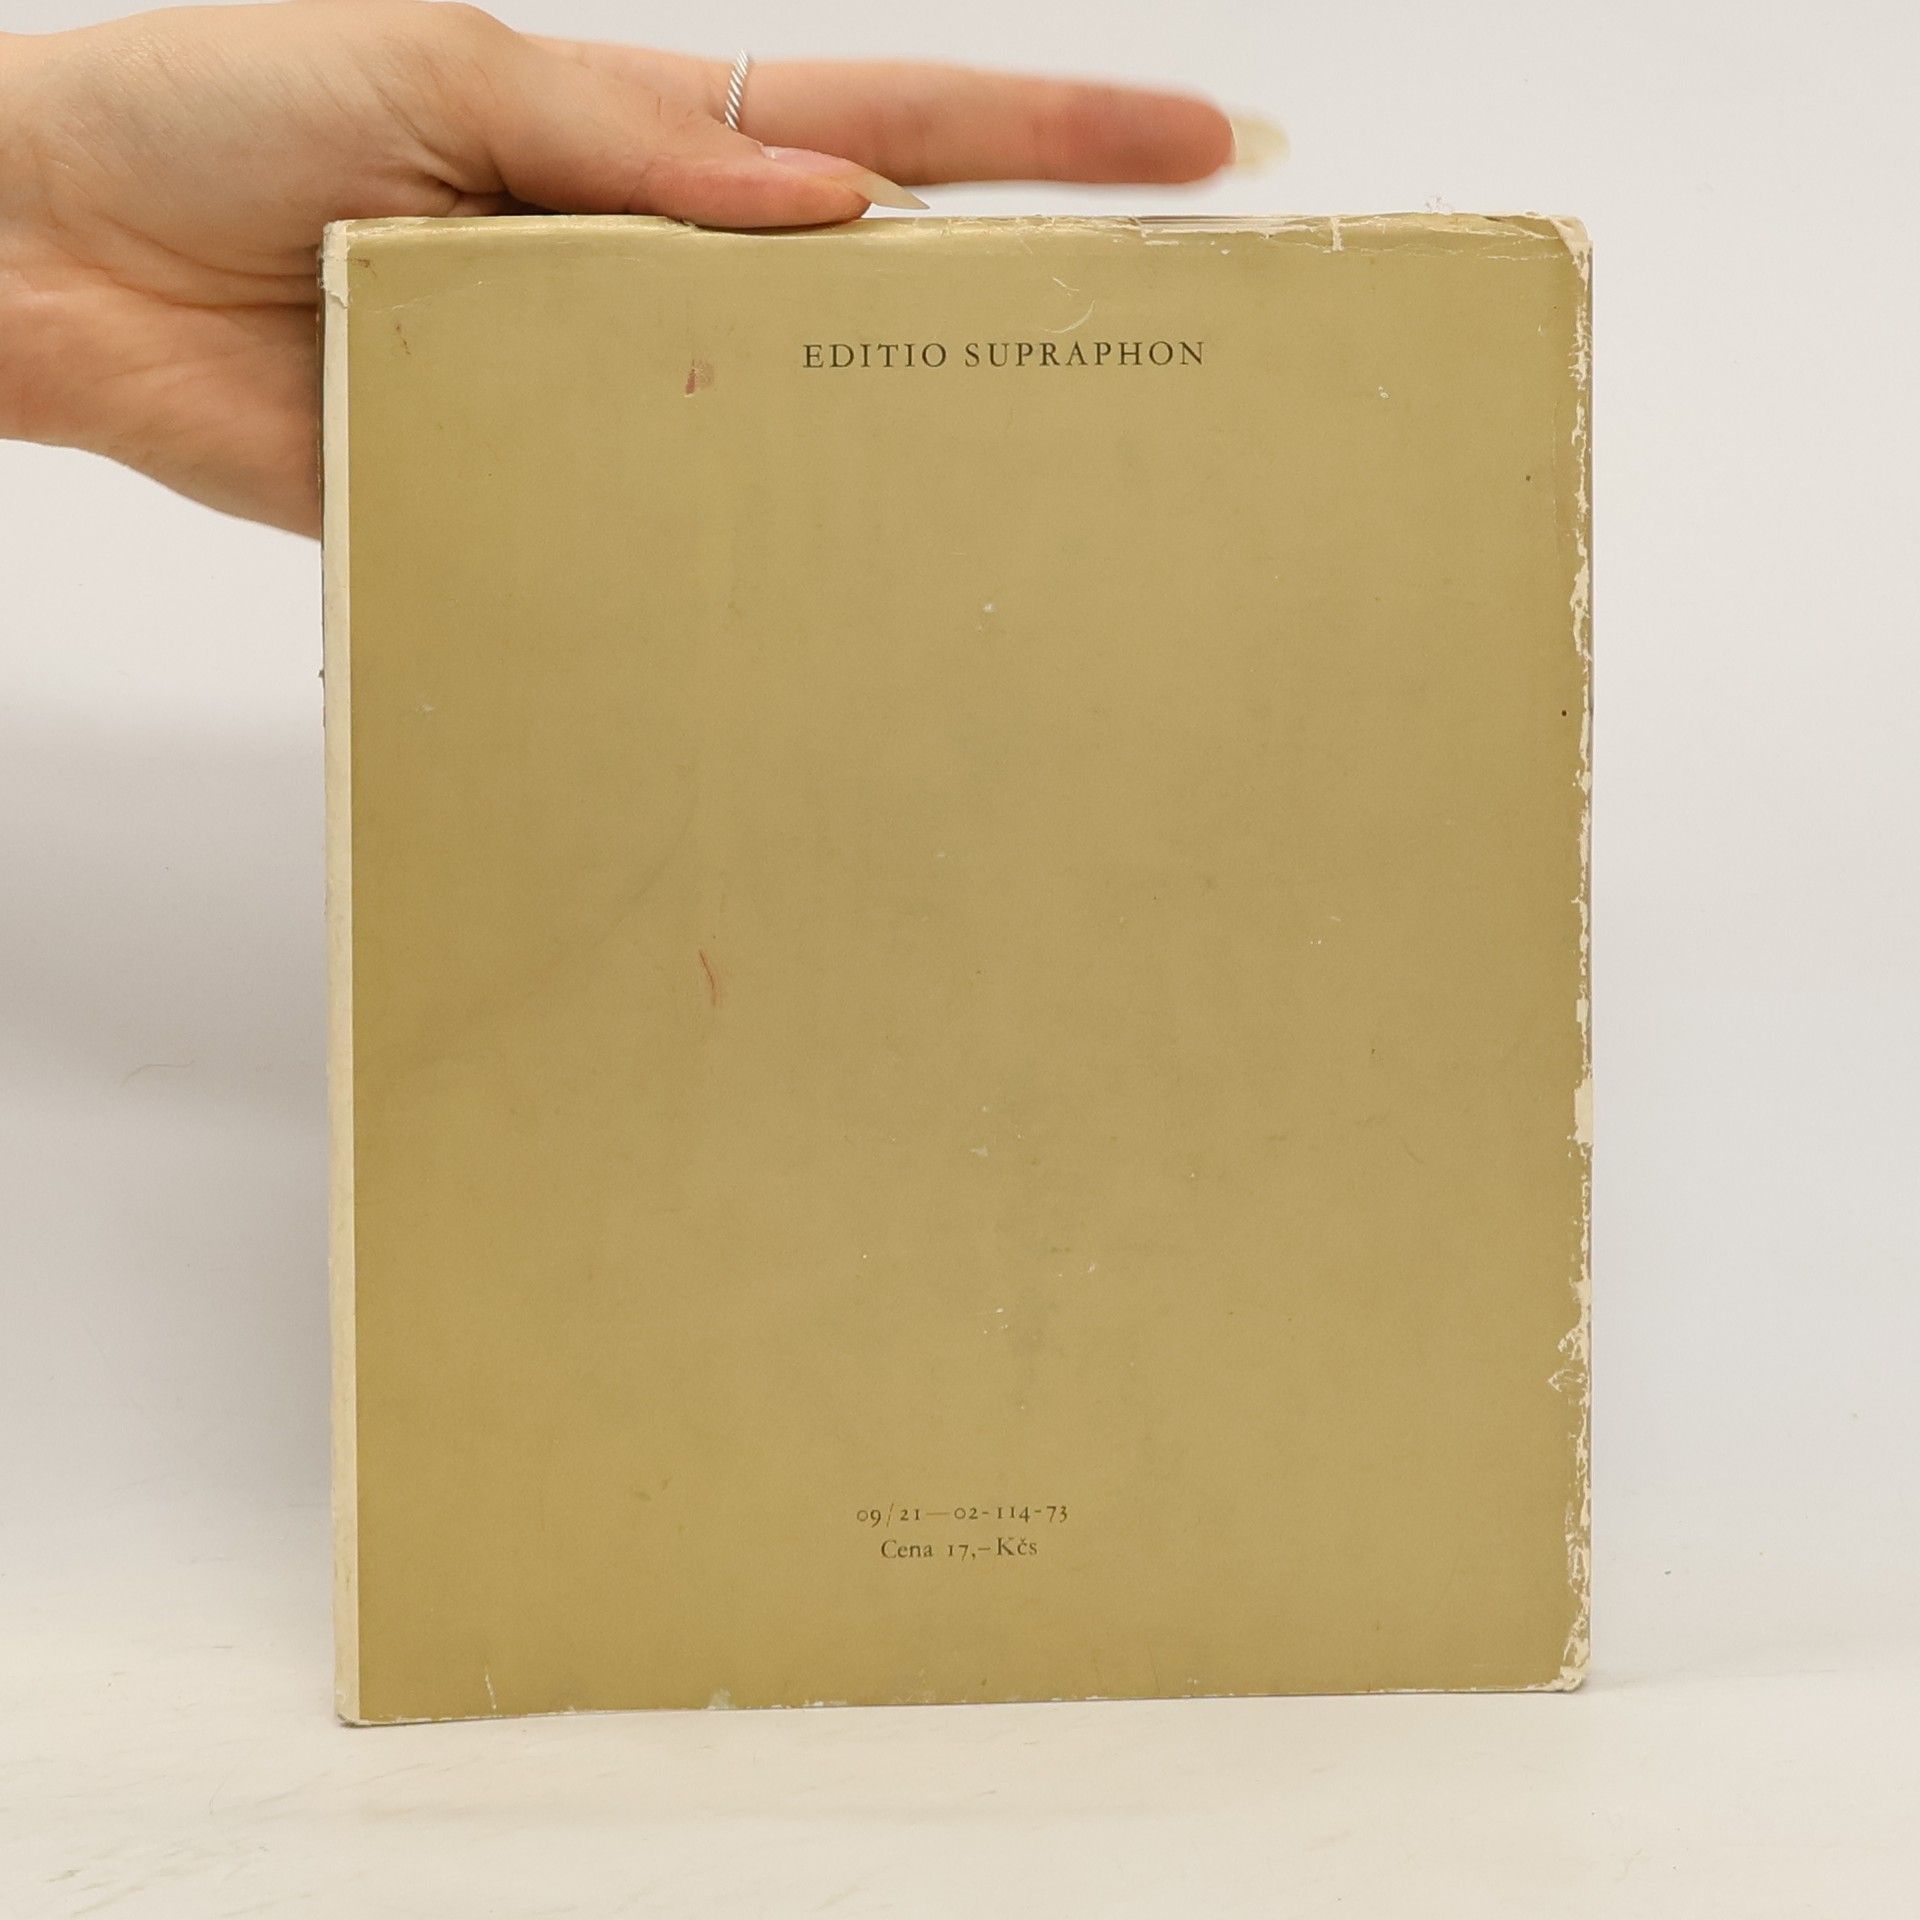 EDITIO SUPRAPHON
09/21—02-114-73
Cena 17,– Kčs